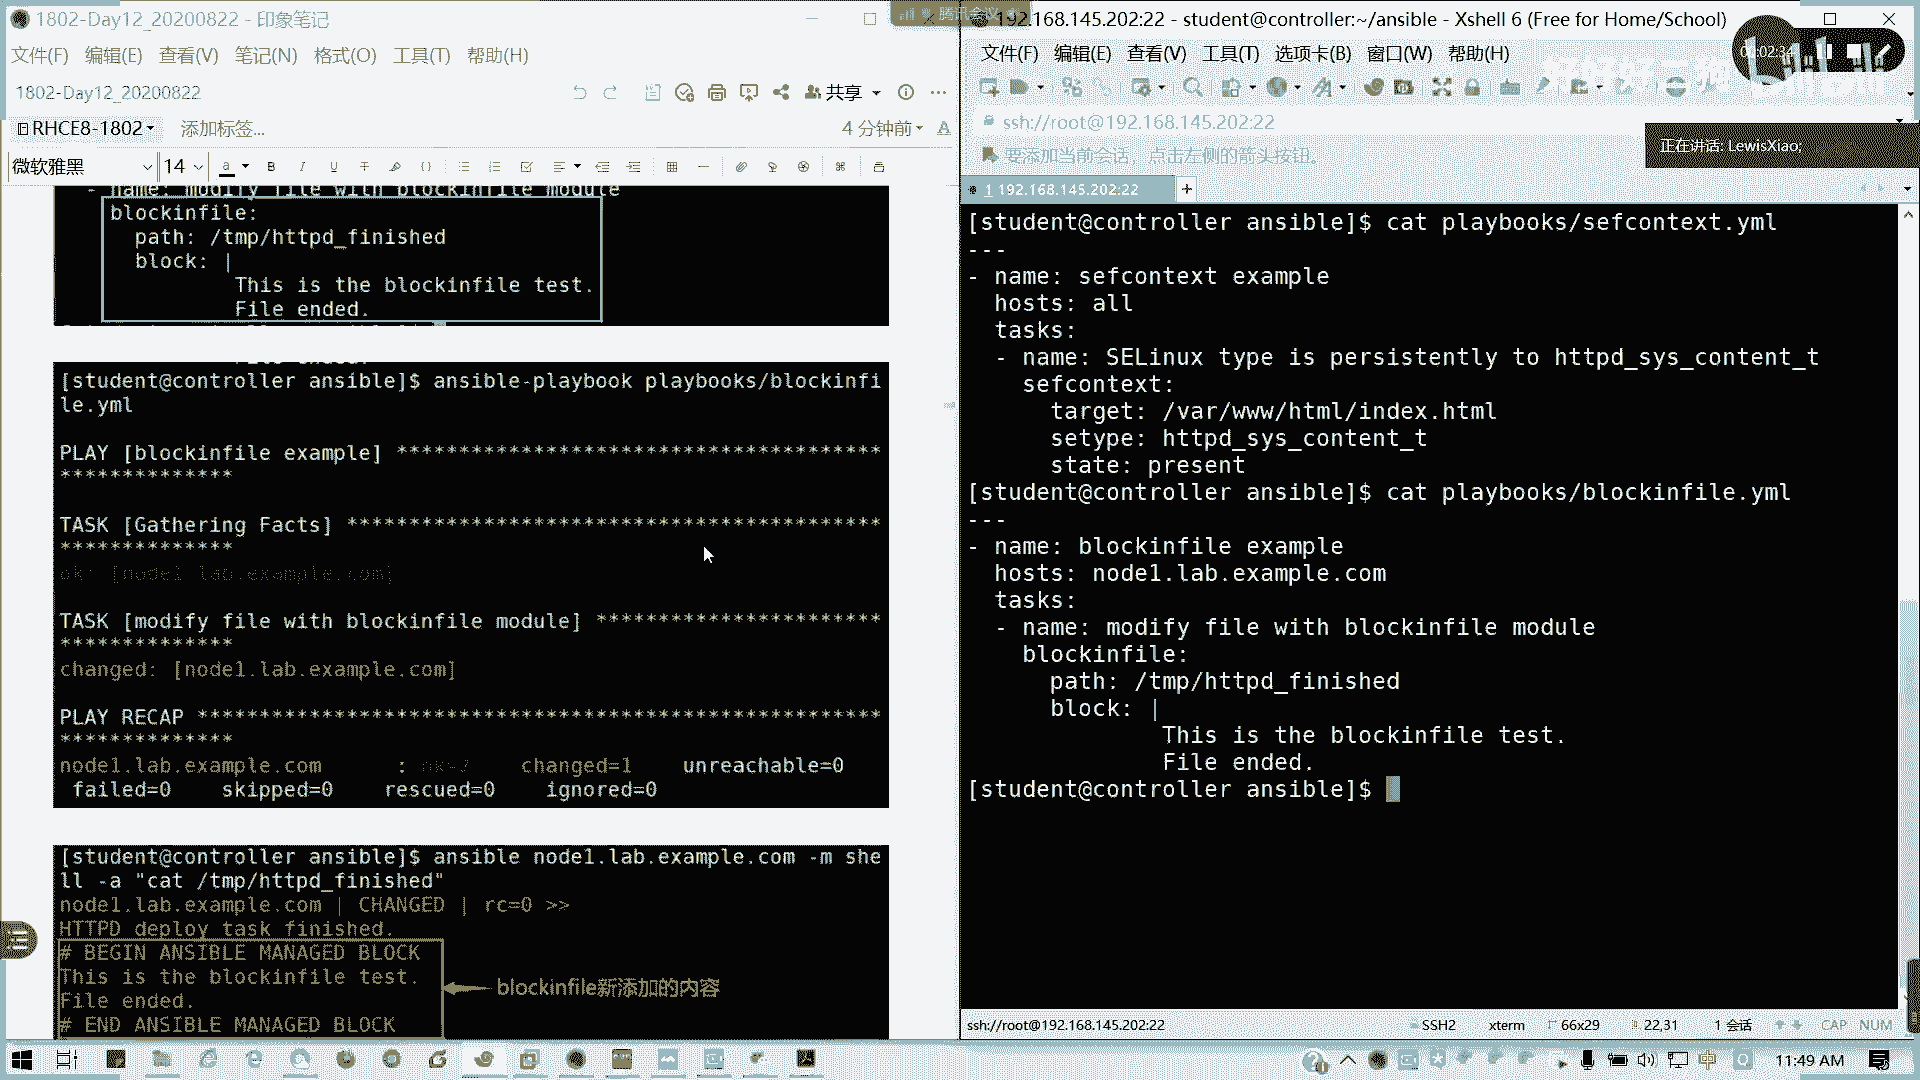 1802-Day12_20200822 - 印象笔记
文件(F) 编辑(E) 查看(V) 笔记(N) 格式(O) 工具(T) 帮助(H)
1802-Day12_20200822
共享
RHCE8-1802
添加标签...
4 分钟前
微软雅黑
14
- name: modify file with blockinfile module
blockinfile:
path: /tmp/httpd_finished
block: |
This is the blockinfile test.
File ended.
[student@controller ansible]$ ansible-playbook playbooks/blockinfi
le.yml
PLAY [blockinfile example] *****************************************
**************
TASK [Gathering Facts] *********************************************
**************
ok: [node1.lab.example.com]
TASK [modify file with blockinfile module] ************************
**************
changed: [node1.lab.example.com]
PLAY RECAP *********************************************************
**************
node1.lab.example.com : ok=2 changed=1 unreachable=0
failed=0 skipped=0 rescued=0 ignored=0
[student@controller ansible]$ ansible node1.lab.example.com -m she
ll -a "cat /tmp/httpd_finished"
node1.lab.example.com | CHANGED | rc=0 >>
HTTPD deploy task finished.
# BEGIN ANSIBLE MANAGED BLOCK
This is the blockinfile test.
File ended.
# END ANSIBLE MANAGED BLOCK
blockinfile新添加的内容
腾讯会议
192.168.145.202:22 - student@controller:~/ansible - Xshell 6 (Free for Home/School)
文件(F) 编辑(E) 查看(V) 工具(T) 选项卡(B) 窗口(W) 帮助(H)
ssh://root@192.168.145.202:22
要添加当前会话，点击左侧的箭头按钮。
正在讲话: LewisXiao;
1 192.168.145.202:22
[student@controller ansible]$ cat playbooks/sefcontext.yml
---
- name: sefcontext example
hosts: all
tasks:
- name: SELinux type is persistently to httpd_sys_content_t
sefcontext:
target: /var/www/html/index.html
setype: httpd_sys_content_t
state: present
[student@controller ansible]$ cat playbooks/blockinfile.yml
---
- name: blockinfile example
hosts: node1.lab.example.com
tasks:
- name: modify file with blockinfile module
blockinfile:
path: /tmp/httpd_finished
block: |
This is the blockinfile test.
File ended.
[student@controller ansible]$
ssh://root@192.168.145.202:22 SSH2 xterm 66x29 22,31 1 会话 CAP NUM
中
11:49 AM